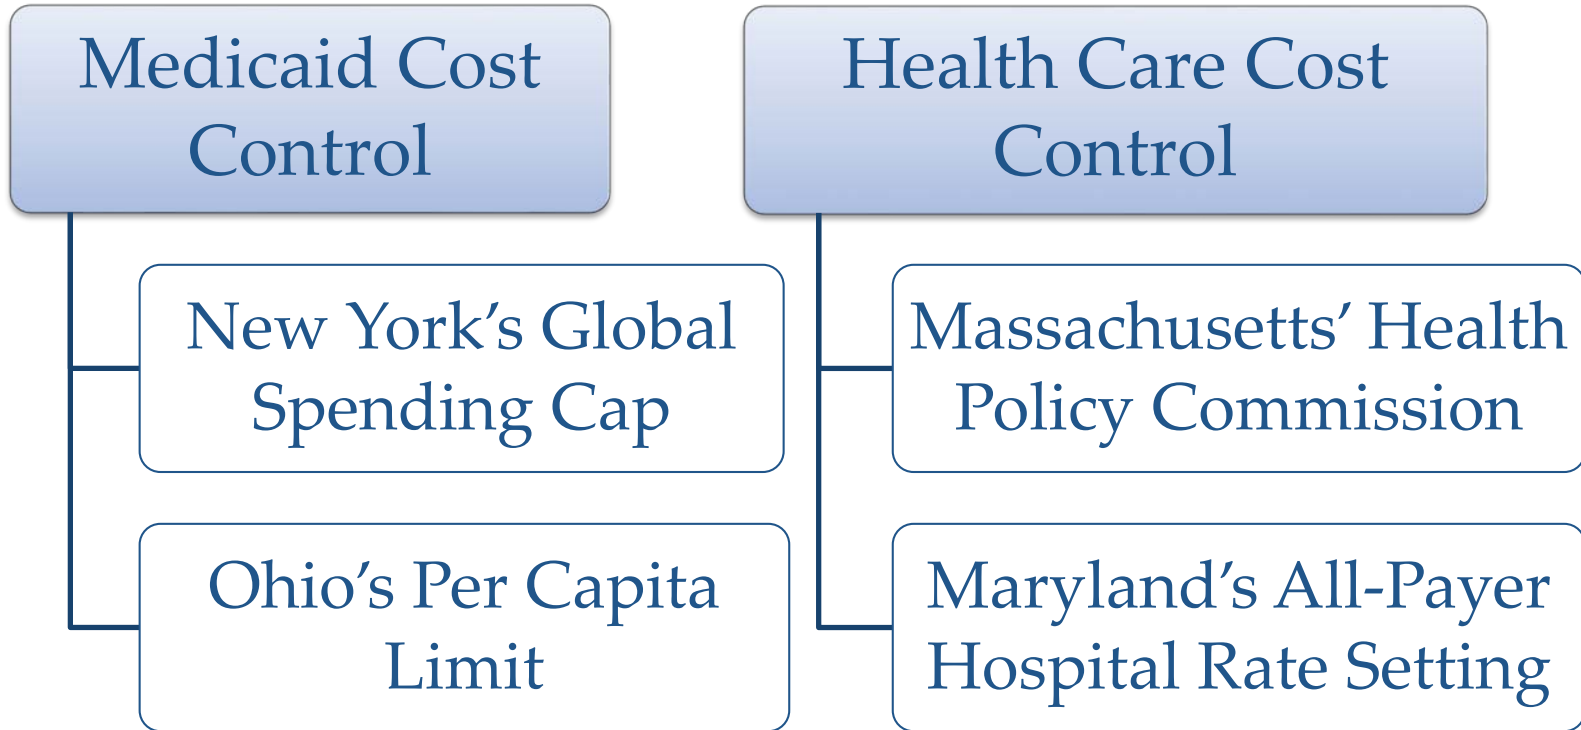 Medicaid Cost
Control
New York’s Global
Spending Cap
Ohio’s Per Capita
Limit
Health Care Cost
Control
Massachusetts’ Health
Policy Commission
Maryland’s All-Payer
Hospital Rate Setting